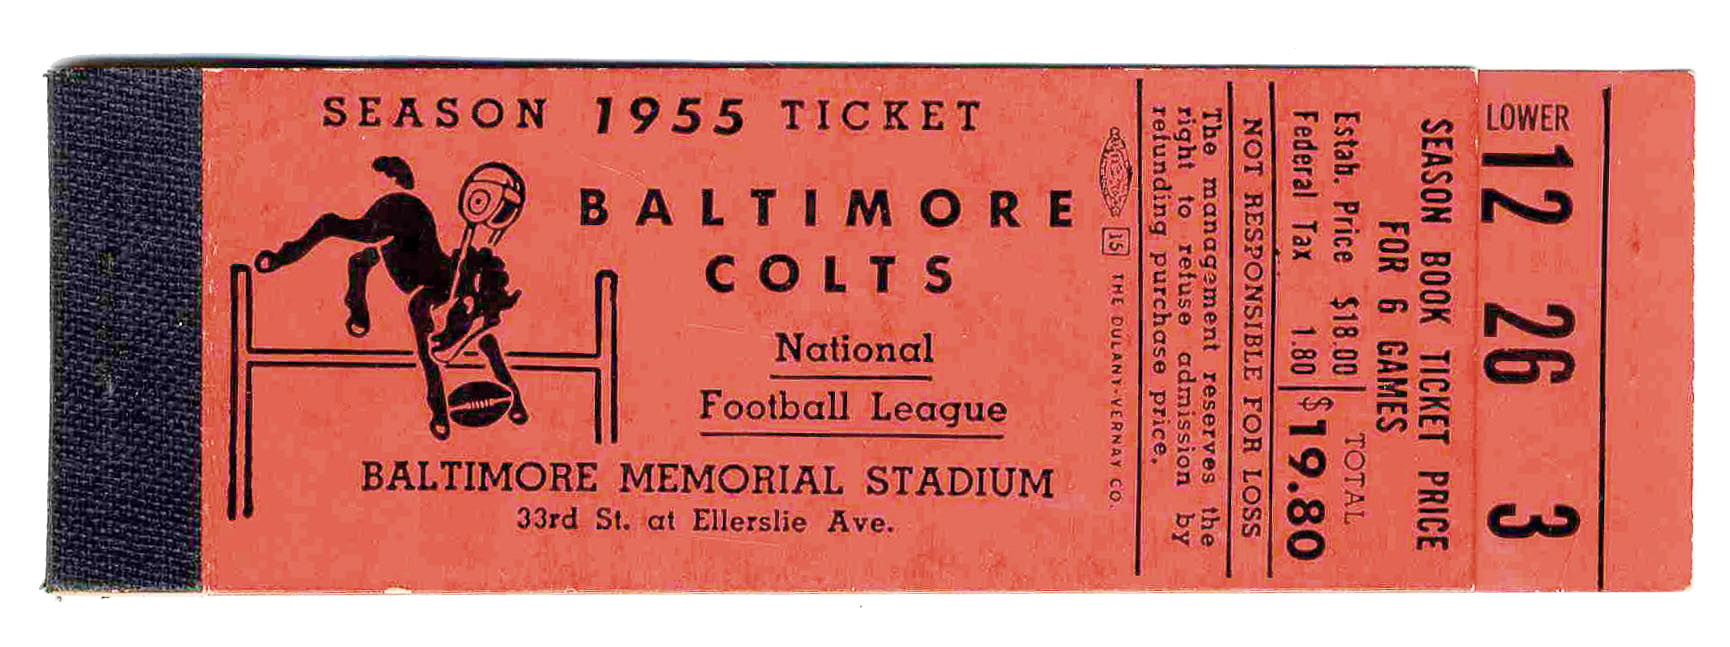 SEASON 1955 TICKET
BALTIMORE
COLTS
National
Football League
BALTIMORE MEMORIAL STADIUM
33rd St. at Ellerslie Ave.
15 THE DULANY-VERNAY CO.
The management reserves the
right to refuse admission by
refunding purchase price.
NOT RESPONSIBLE FOR LOSS
SEASON BOOK TICKET PRICE
FOR 6 GAMES
Estab. Price $18.00
Federal Tax 1.80
TOTAL
$19.80
LOWER
12 26 3